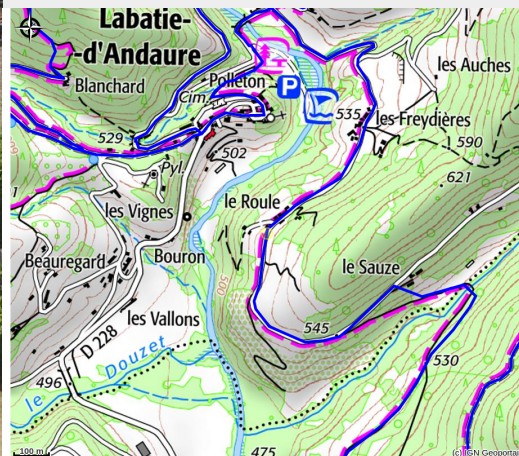 Labatie-
-d'Andaure
Blanchard
Polleton
P
les Auches
Cim.
535
les Freydières
529
590
502
Pyl.
621
les Vignes
le Roule
Beauregard
Bouron
le Sauze
500
les Vallons
545
D 228
le Douzet
530
496
475
100 m
(c) IGN Geoportail